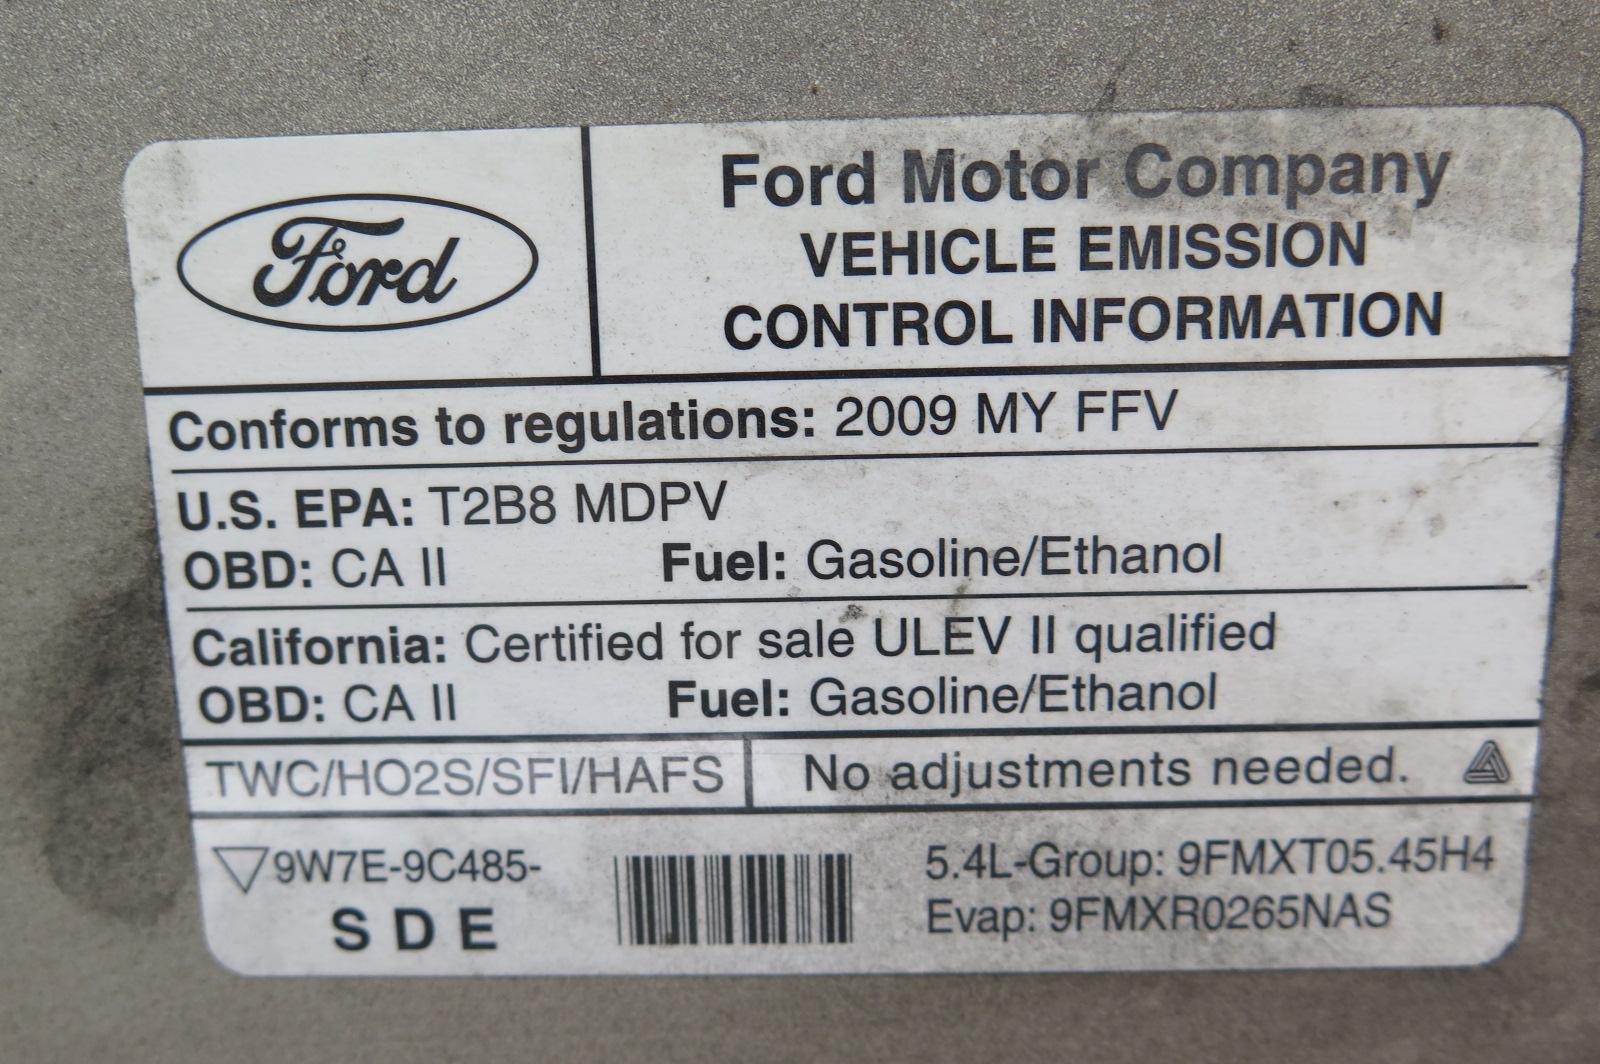 Ford
Ford Motor Company
VEHICLE EMISSION
CONTROL INFORMATION
Conforms to regulations: 2009 MY FFV
U.S. EPA: T2B8 MDPV
OBD: CA II Fuel: Gasoline/Ethanol
California: Certified for sale ULEV II qualified
OBD: CA II Fuel: Gasoline/Ethanol
TWC/HO2S/SFI/HAFS No adjustments needed.
9W7E-9C485-
SDE
5.4L-Group: 9FMXT05.45H4
Evap: 9FMXR0265NAS